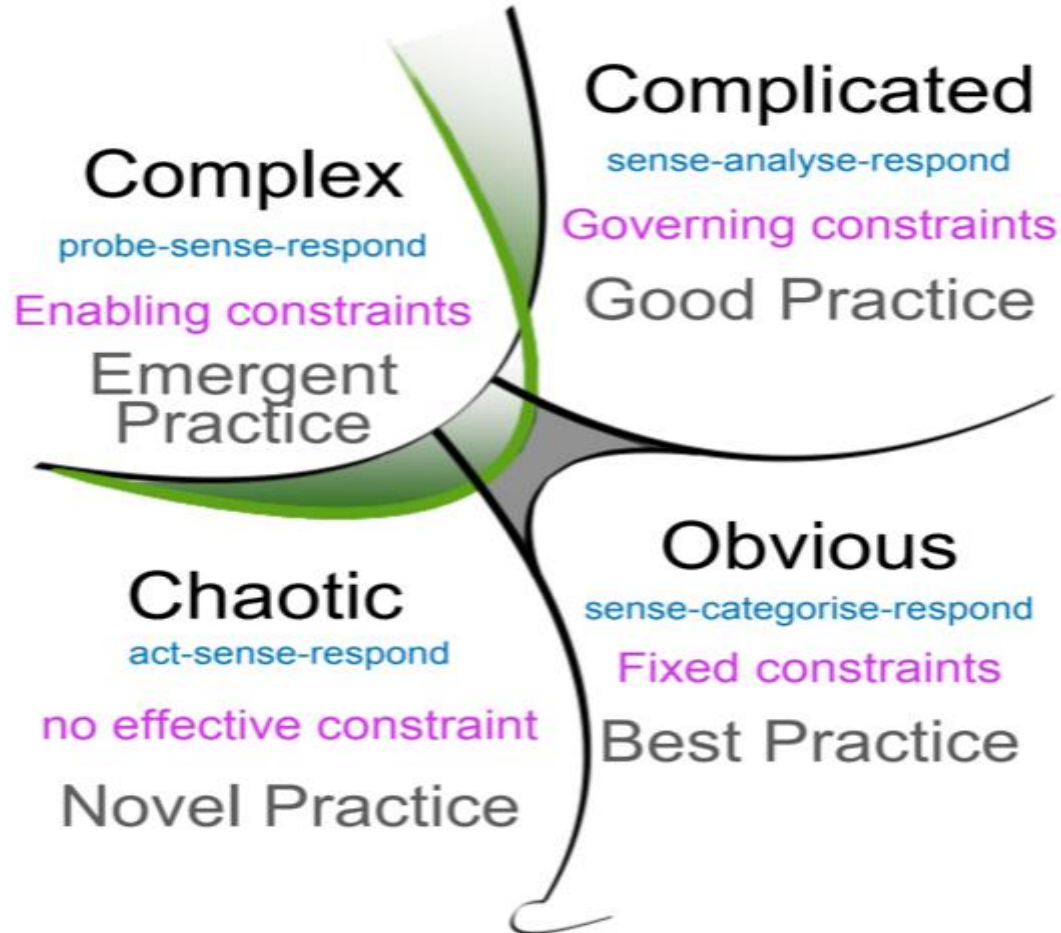 Complex
probe-sense-respond
Enabling constraints
Emergent
Practice
Complicated
sense-analyse-respond
Governing constraints
Good Practice
Chaotic
act-sense-respond
no effective constraint
Novel Practice
Obvious
sense-categorise-respond
Fixed constraints
Best Practice